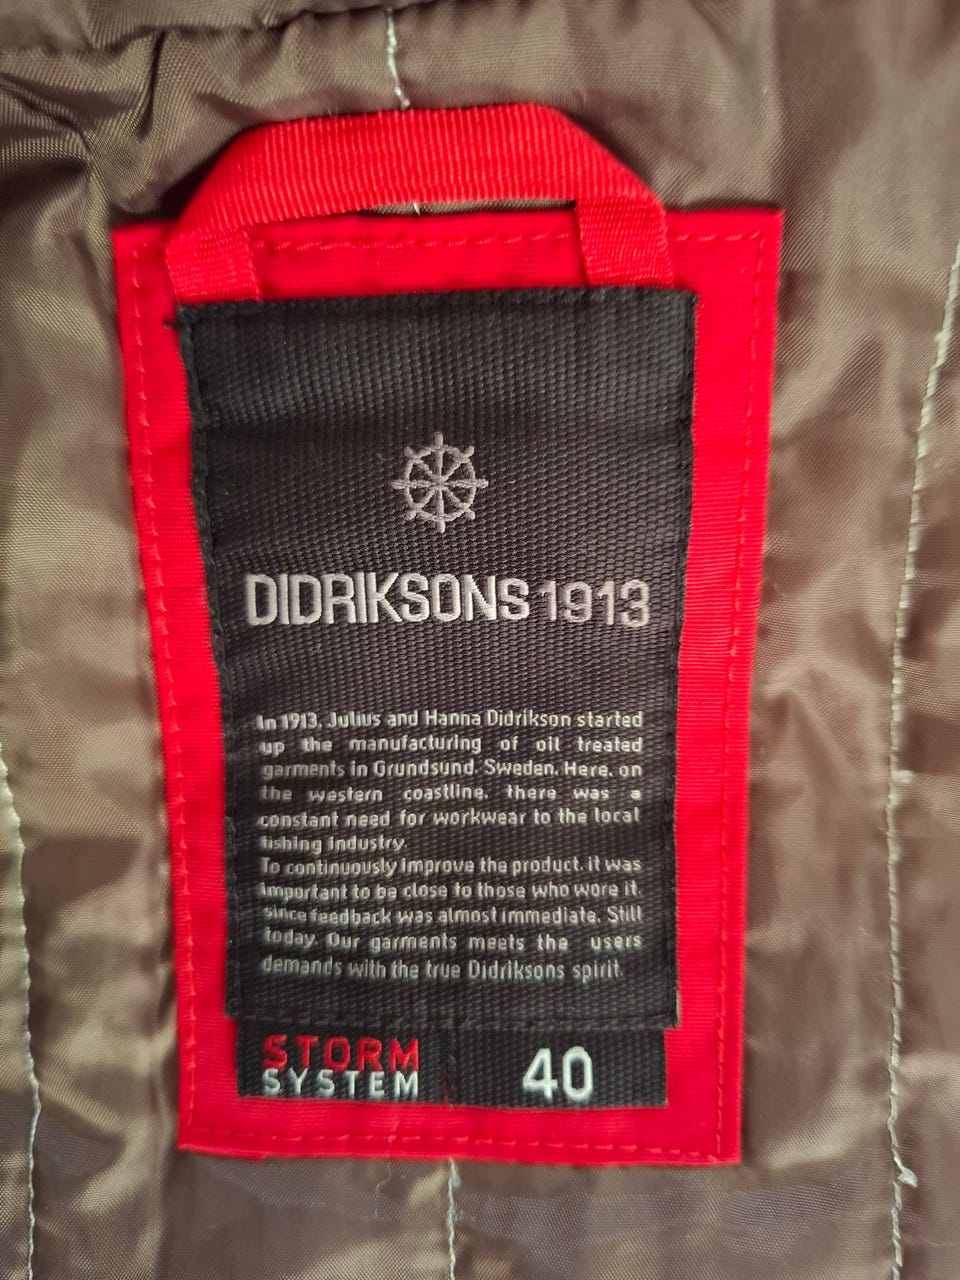 DIDRIKSONS 1913
In 1913, Julius and Hanna Didrikson started
up the manufacturing of oil treated
garments in Grundsund, Sweden. Here, on
the western coastline, there was a
constant need for workwear to the local
fishing industry.
To continuously improve the product, it was
important to be close to those who wore it,
since feedback was almost immediate. Still
today. Our garments meets the users
demands with the true Didriksons spirit.
STORM
SYSTEM
40